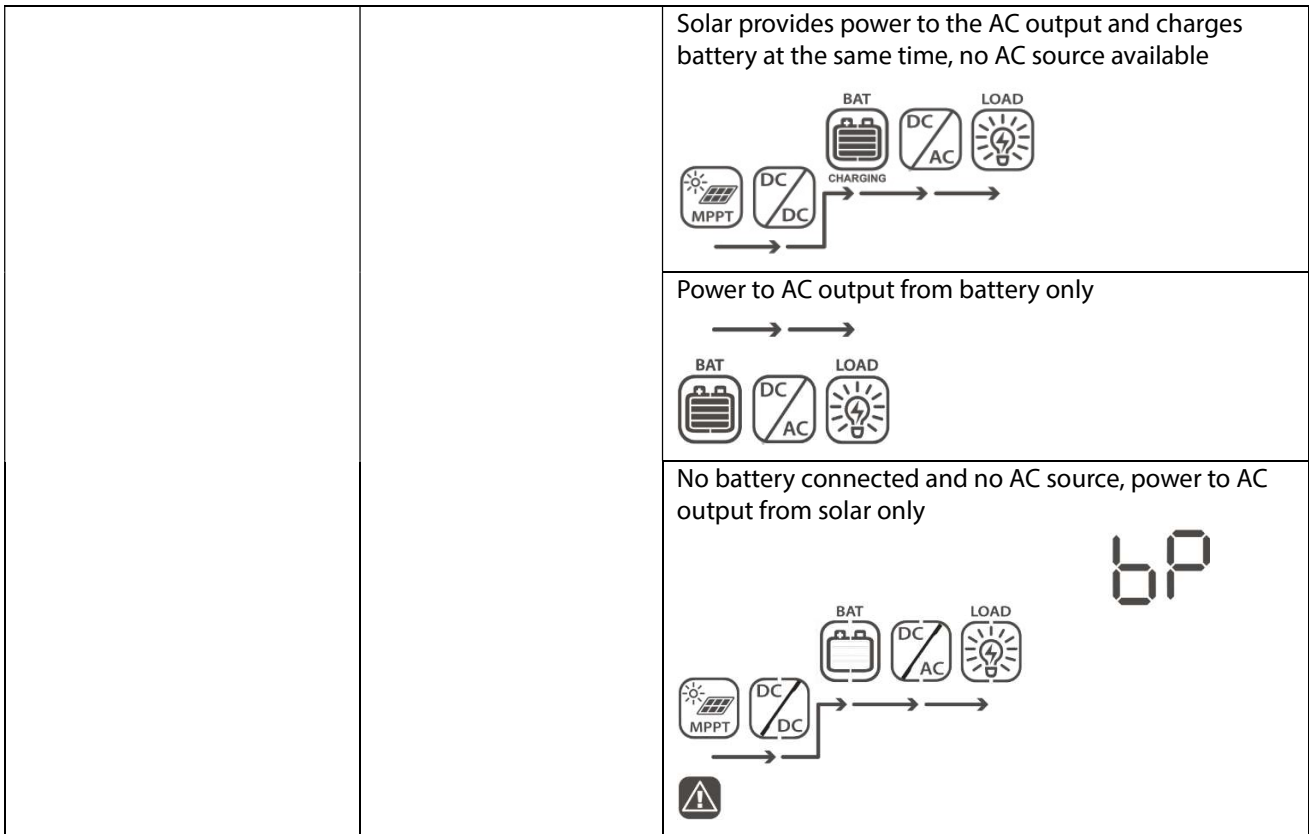 Solar provides power to the AC output and charges
battery at the same time, no AC source available
BAT LOAD
DC
AC
CHARGING
MPPT
DC
DC
Power to AC output from battery only
BAT LOAD
DC
AC
No battery connected and no AC source, power to AC
output from solar only
bP
BAT LOAD
DC
AC
MPPT
DC
DC